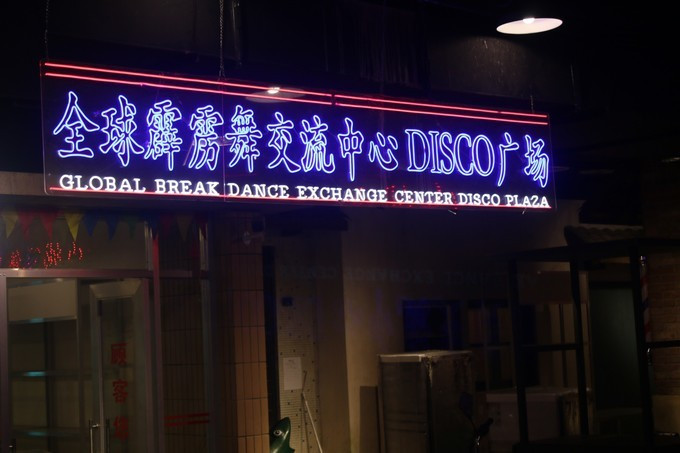 全球霹雳舞交流中心DISCO广场
GLOBAL BREAK DANCE EXCHANGE CENTER DISCO PLAZA